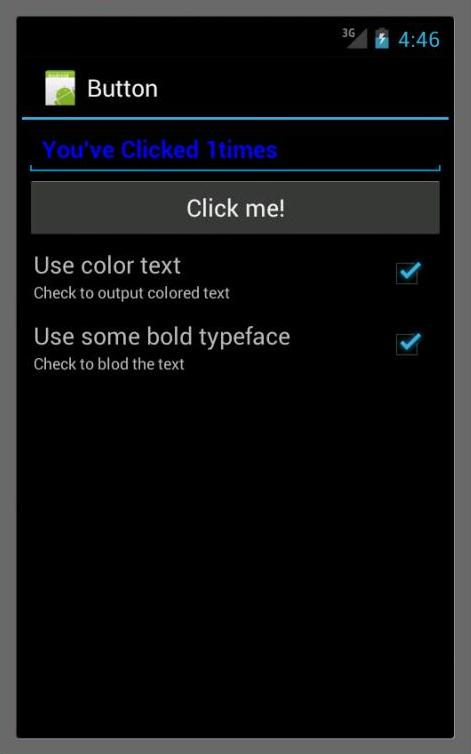 3G 4:46
Button
You've Clicked 1times
Click me!
Use color text
Check to output colored text
Use some bold typeface
Check to blod the text